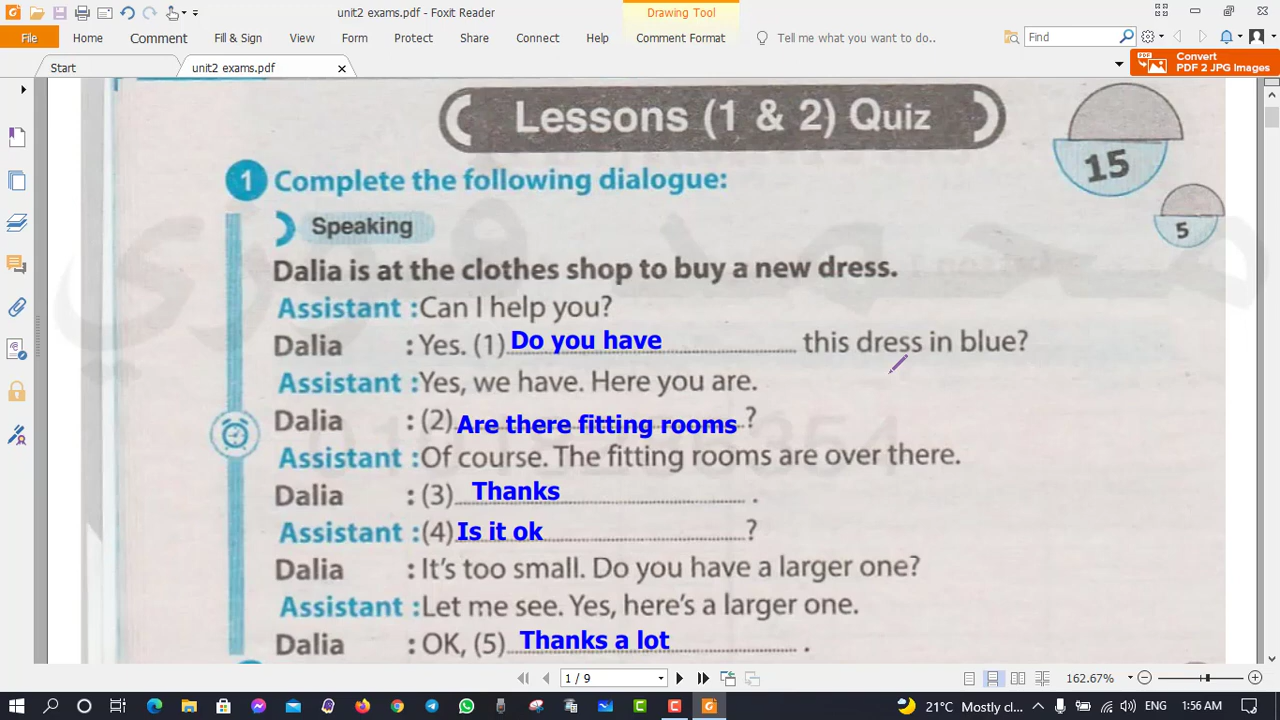 unit2 exams.pdf - Foxit Reader
Drawing Tool
File Home Comment Fill & Sign View Form Protect Share Connect Help Comment Format Tell me what you want to do.. Find
Start unit2 exams.pdf
Convert
PDF 2 JPG Images
Lessons (1 & 2) Quiz
15
1 Complete the following dialogue:
5
Speaking
Dalia is at the clothes shop to buy a new dress.
Assistant : Can I help you?
Dalia : Yes. (1) Do you have this dress in blue?
Assistant : Yes, we have. Here you are.
Dalia : (2) Are there fitting rooms ?
Assistant : Of course. The fitting rooms are over there.
Dalia : (3) Thanks .
Assistant : (4) Is it ok ?
Dalia : It's too small. Do you have a larger one?
Assistant : Let me see. Yes, here's a larger one.
Dalia : OK, (5) Thanks a lot .
1 / 9
162.67%
21°C Mostly cl... ENG 1:56 AM